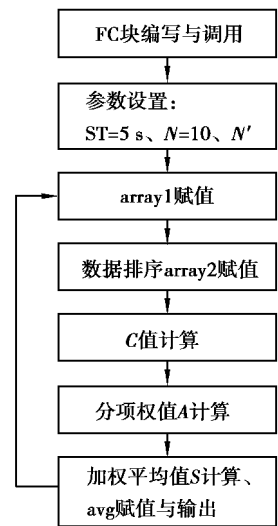 FC块编写与调用
参数设置：
ST=5 s、N=10、N′
array1赋值
数据排序array2赋值
C值计算
分项权值A计算
加权平均值S计算、
avg赋值与输出